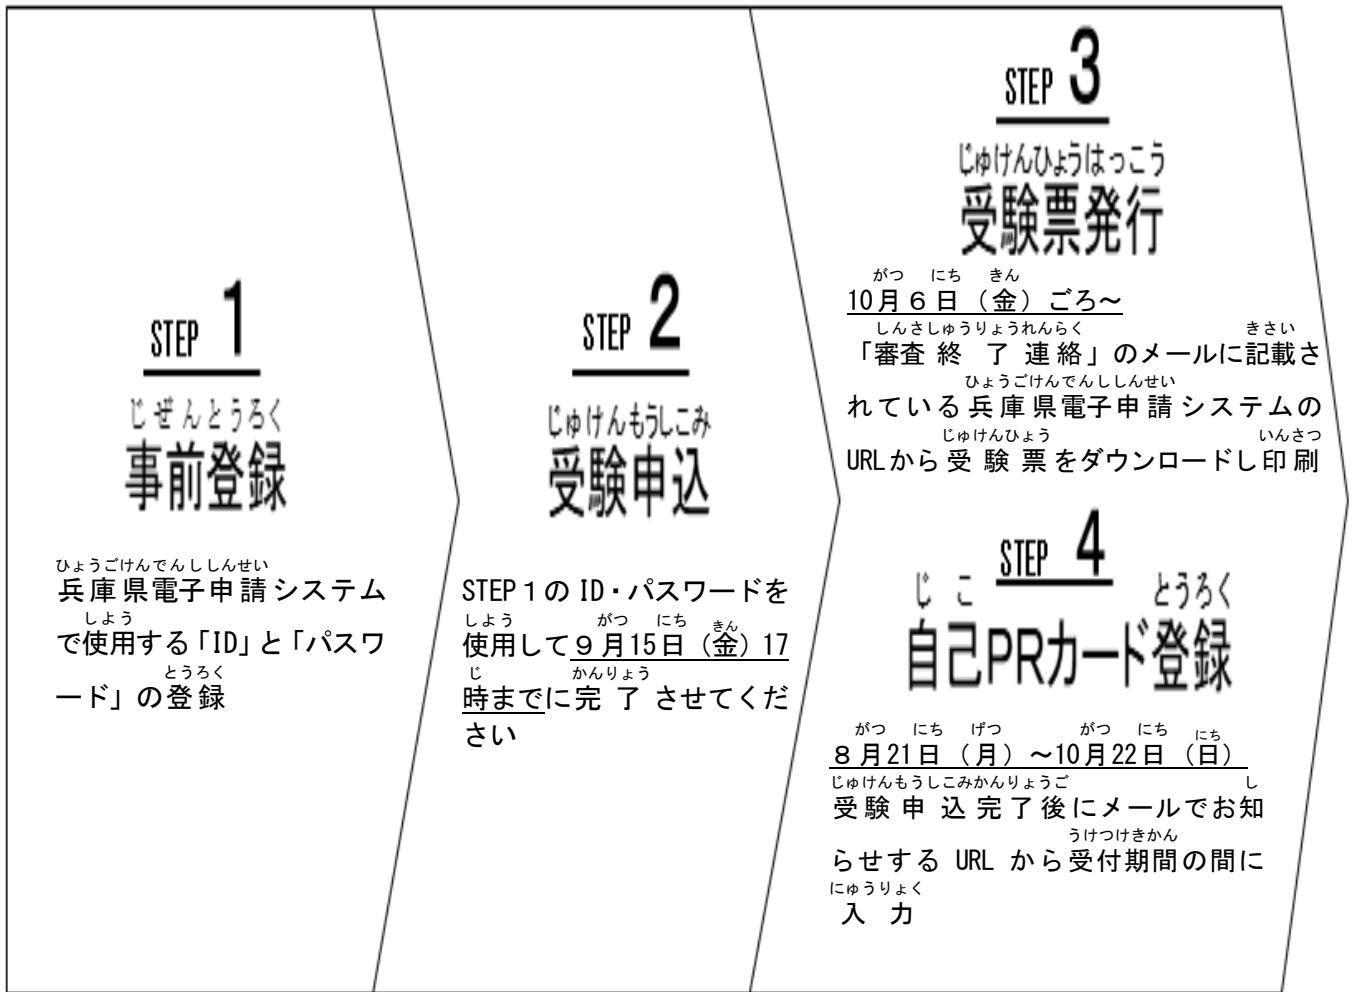 STEP 1
じぜんとうろく
事前登録
ひょうごけんでんししんせい
兵庫県電子申請システム
しよう
で使用する「ID」と「パスワ
とうろく
ード」の登録
STEP 2
じゅけんもうしこみ
受験申込
STEP１の ID・パスワードを
しよう がつ にち きん
使用して９月15日（金）17
じ かんりょう
時までに完了させてくだ
さい
STEP 3
じゅけんひょうはっこう
受験票発行
がつ にち きん
10月６日（金）ごろ～
しんさしゅうりょうれんらく きさい
「審査終了連絡」のメールに記載さ
ひょうごけんでんししんせい
れている兵庫県電子申請システムの
じゅけんひょう いんさつ
URLから受験票をダウンロードし印刷
STEP 4
じこ とうろく
自己PRカード登録
がつ にち げつ がつ にち にち
８月21日（月）～10月22日（日）
じゅけんもうしこみかんりょうご し
受験申込完了後にメールでお知
うけつけきかん
らせする URL から受付期間の間に
にゅうりょく
入力